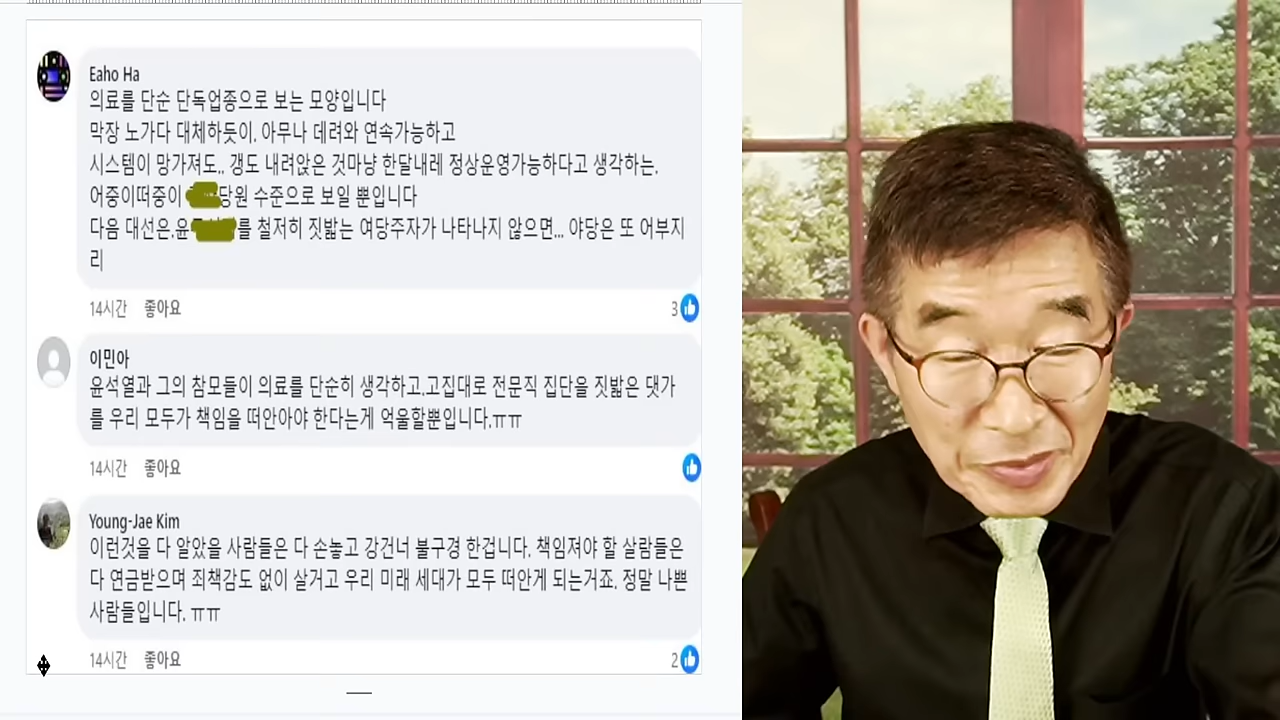 Eaho Ha
의료를 단순 단독업종으로 보는 모양입니다
막장 노가다 대체하듯이. 아무나 데려와 연속가능하고
시스템이 망가져도.. 갱도 내려앉은 것마냥 한달내레 정상운영가능하다고 생각하는.
어중이떠중이 당원 수준으로 보일 뿐입니다
다음 대선은.윤 를 철저히 짓밟는 여당주자가 나타나지 않으면... 야당은 또 어부지
리
14시간 좋아요 3
이민아
윤석열과 그의 참모들이 의료를 단순히 생각하고.고집대로 전문직 집단을 짓밟은 댓가
를 우리 모두가 책임을 떠안아야 한다는게 억울할뿐입니다.ㅠㅠ
14시간 좋아요
Young-Jae Kim
이런것을 다 알았을 사람들은 다 손놓고 강건너 불구경 한겁니다. 책임져야 할 살람들은
다 연금받으며 죄책감도 없이 살거고 우리 미래 세대가 모두 떠안게 되는거죠. 정말 나쁜
사람들입니다. ㅠㅠ
14시간 좋아요 2